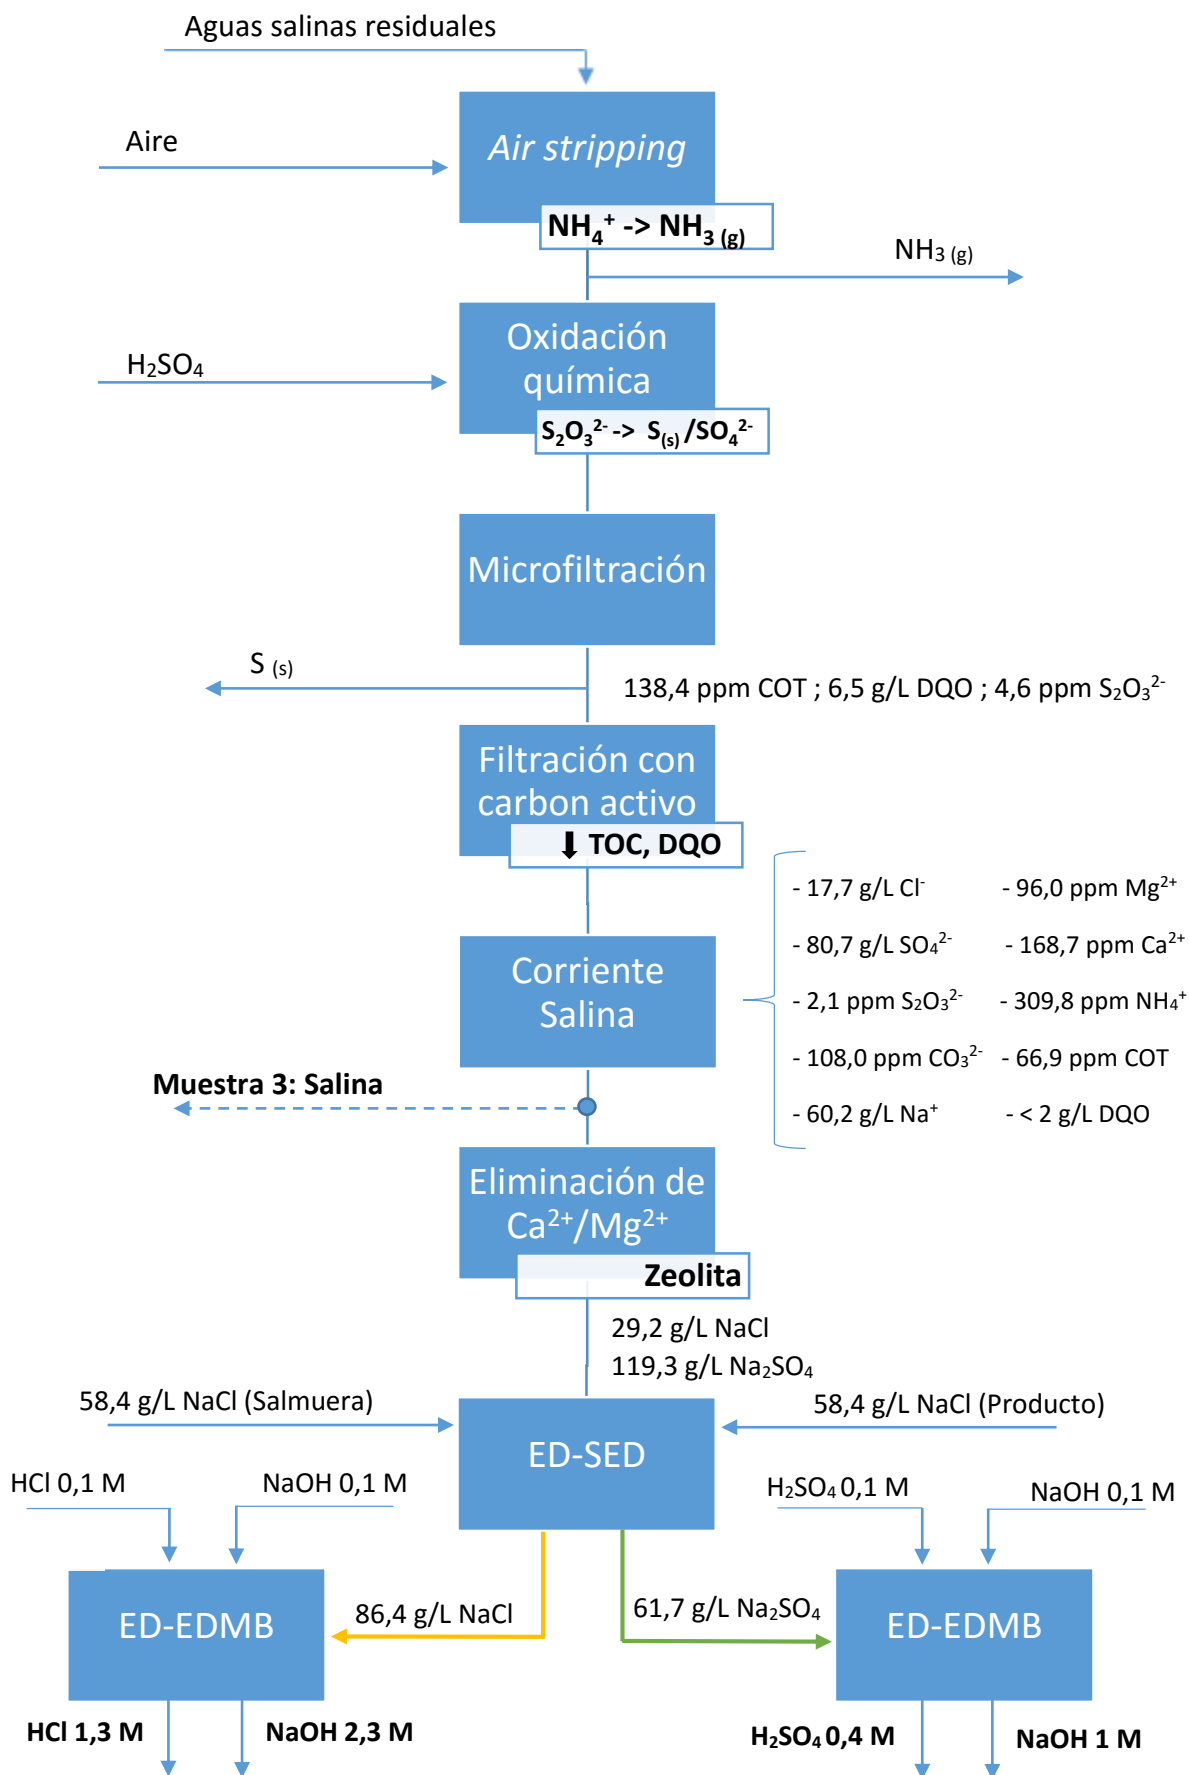 Aguas salinas residuales
Air stripping
Aire
NH₄⁺ -> NH₃ (g)
NH₃ (g)
Oxidación
química
H₂SO₄
S₂O₃²⁻ -> S(s) /SO₄²⁻
Microfiltración
S (s)
138,4 ppm COT ; 6,5 g/L DQO ; 4,6 ppm S₂O₃²⁻
Filtración con
carbon activo
⬇ TOC, DQO
Corriente
Salina
- 17,7 g/L Cl⁻ - 96,0 ppm Mg²⁺
- 80,7 g/L SO₄²⁻ - 168,7 ppm Ca²⁺
- 2,1 ppm S₂O₃²⁻ - 309,8 ppm NH₄⁺
- 108,0 ppm CO₃²⁻ - 66,9 ppm COT
- 60,2 g/L Na⁺ - < 2 g/L DQO
Muestra 3: Salina
Eliminación de
Ca²⁺/Mg²⁺
Zeolita
29,2 g/L NaCl
119,3 g/L Na₂SO₄
58,4 g/L NaCl (Salmuera)
58,4 g/L NaCl (Producto)
ED-SED
HCl 0,1 M
NaOH 0,1 M
H₂SO₄ 0,1 M
NaOH 0,1 M
ED-EDMB
86,4 g/L NaCl
61,7 g/L Na₂SO₄
ED-EDMB
HCl 1,3 M
NaOH 2,3 M
H₂SO₄ 0,4 M
NaOH 1 M